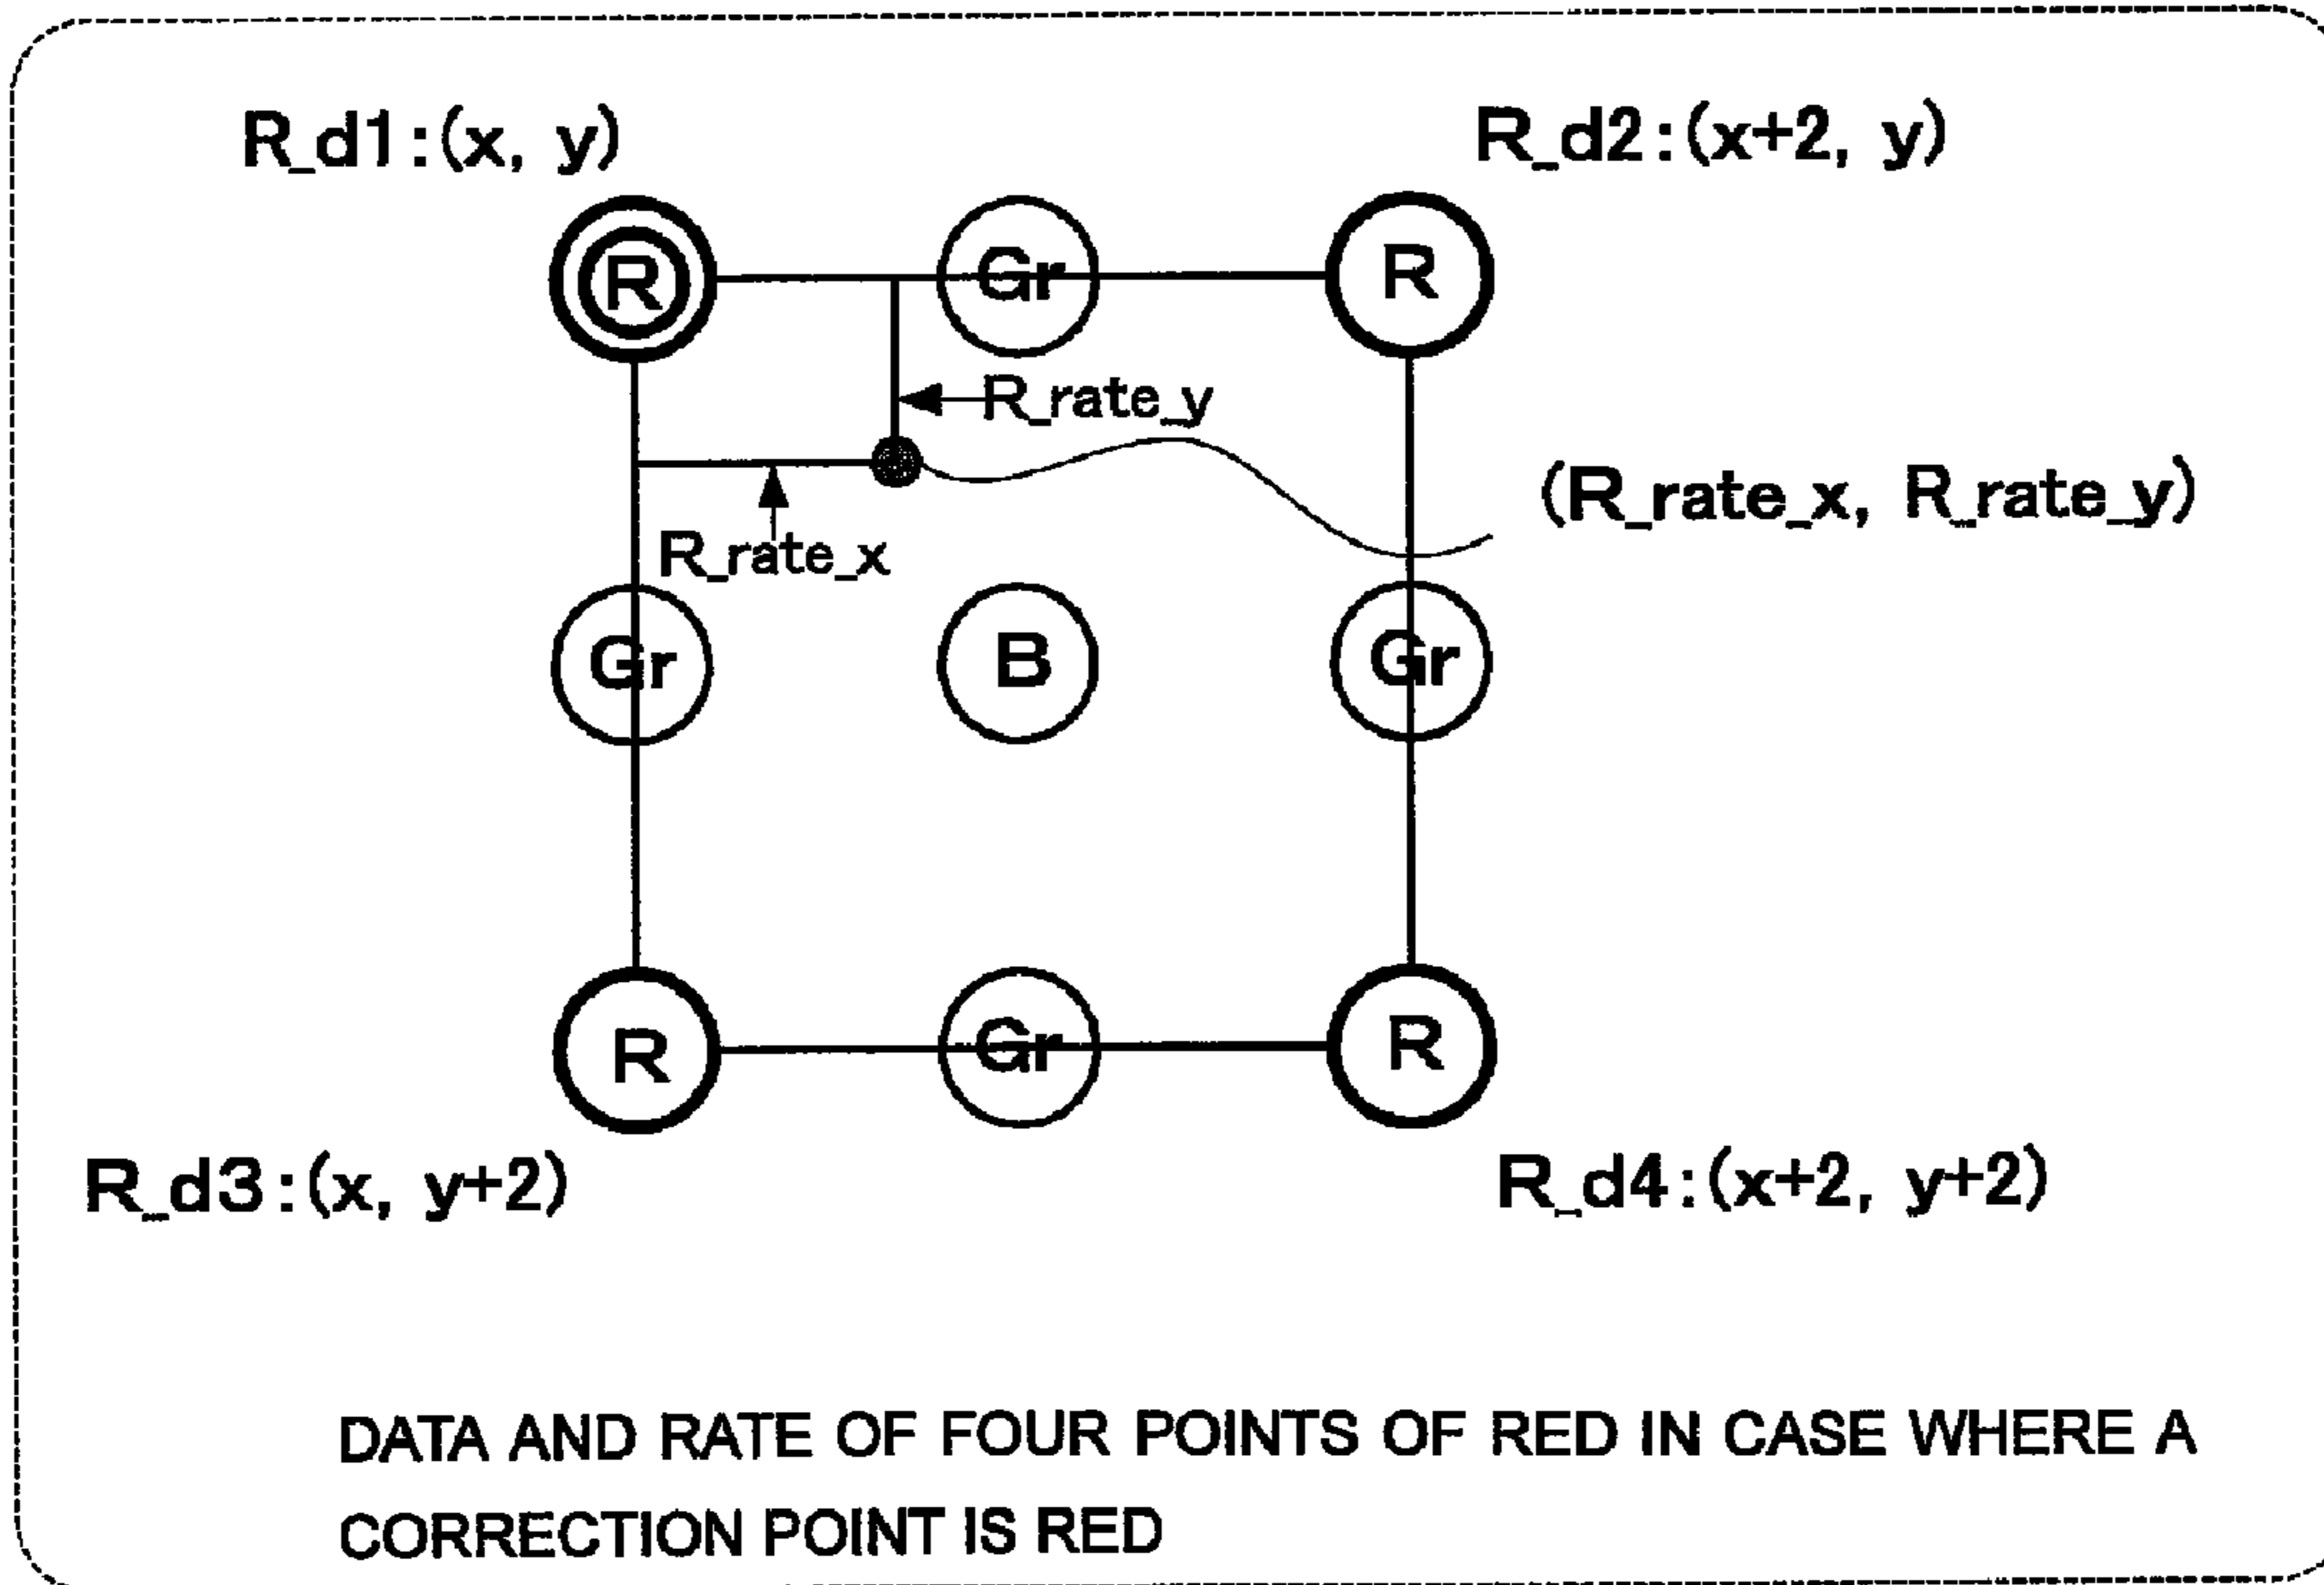 R_d1:(x, y)
R_d2:(x+2, y)
R
Gr
R
R_rate_y
(R_rate_x, R_rate_y)
R_rate_x
Gr
B
Gr
R
Gr
R
R_d3:(x, y+2)
R_d4:(x+2, y+2)
DATA AND RATE OF FOUR POINTS OF RED IN CASE WHERE A
CORRECTION POINT IS RED